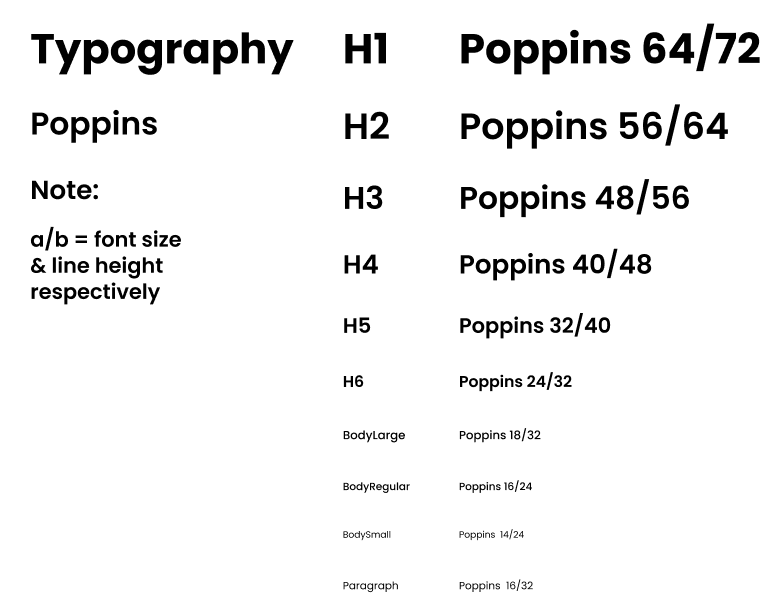 Typography
Poppins
Note:
a/b = font size
& line height
respectively
H1 Poppins 64/72
H2 Poppins 56/64
H3 Poppins 48/56
H4 Poppins 40/48
H5 Poppins 32/40
H6 Poppins 24/32
BodyLarge Poppins 18/32
BodyRegular Poppins 16/24
BodySmall Poppins 14/24
Paragraph Poppins 16/32